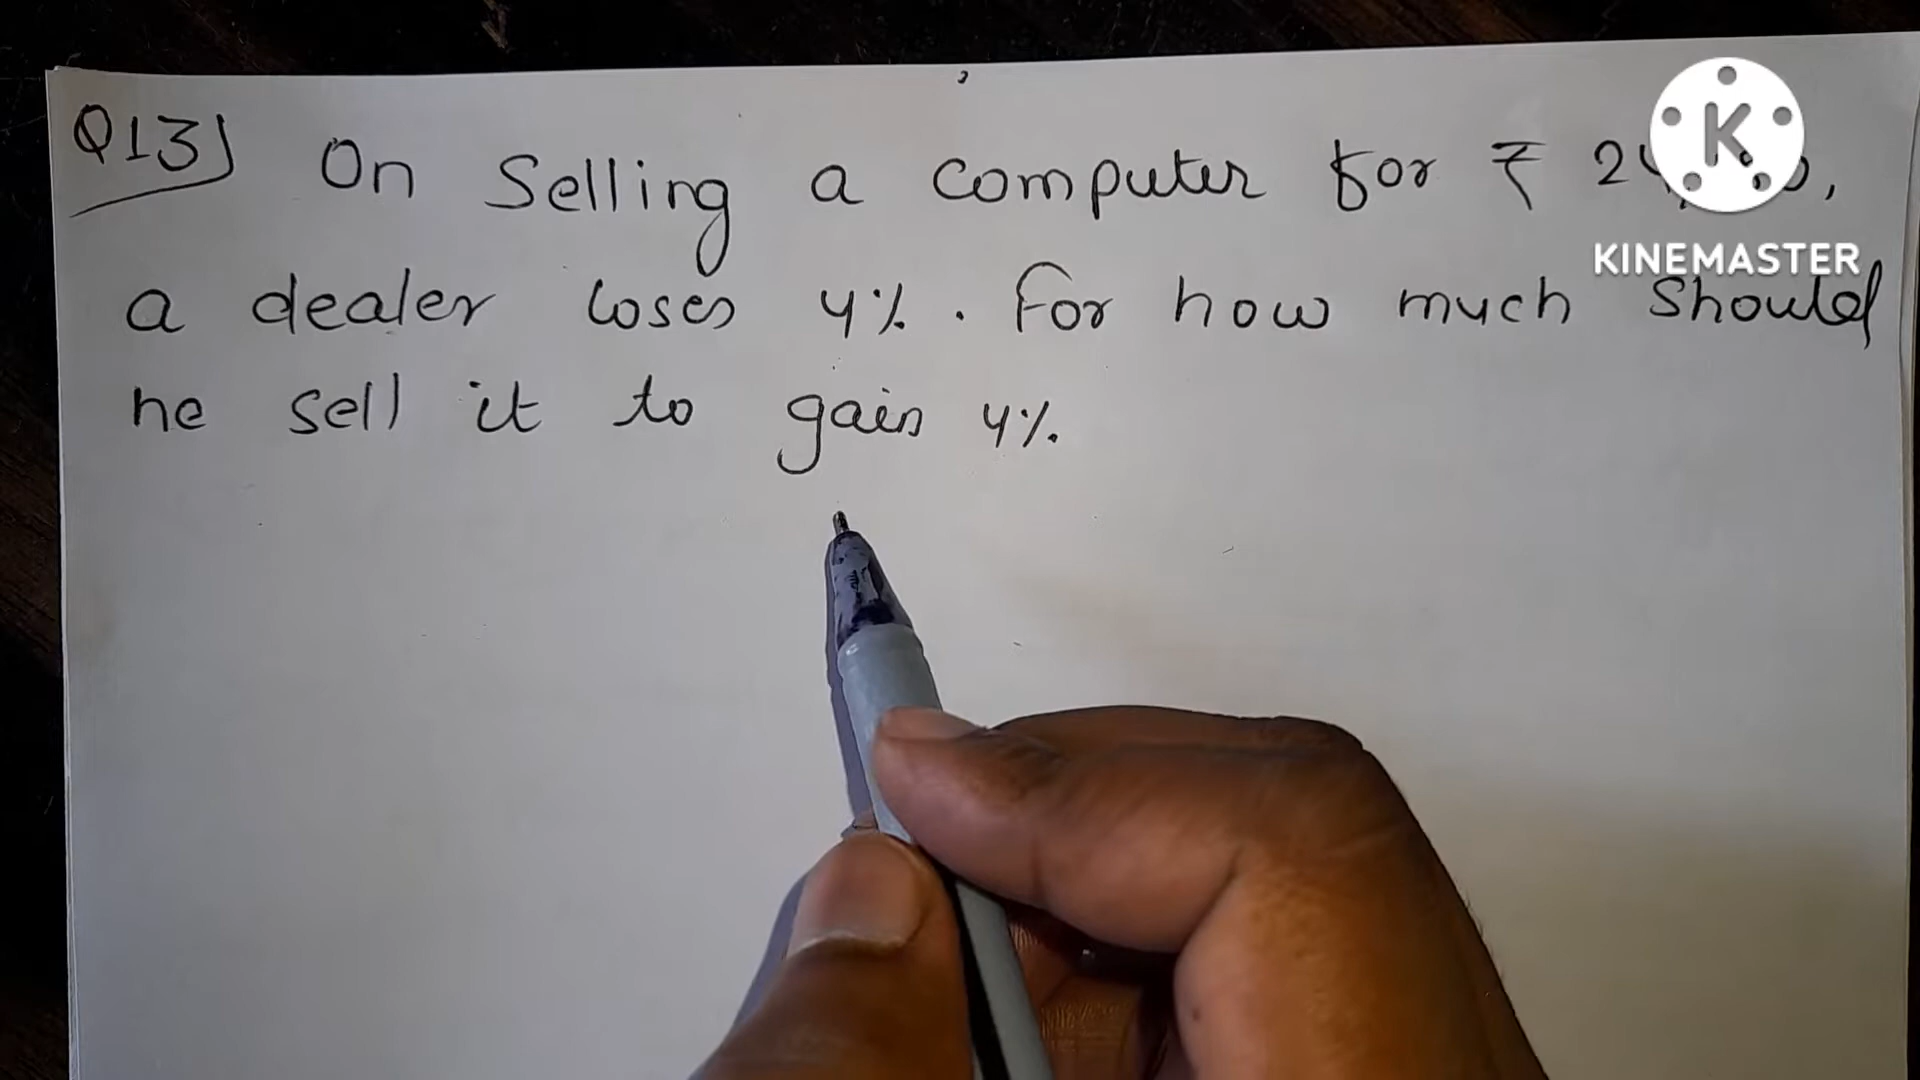 Q13) On Selling a computer for ₹
K
KINEMASTER
a dealer loses 4%. For how much should
he sell it to gain 4%.